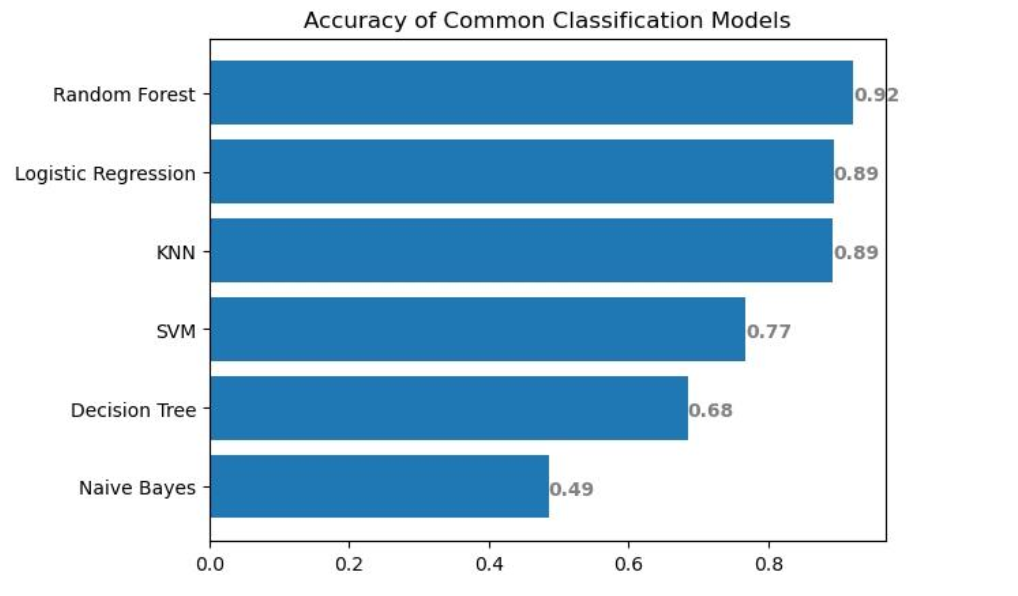 Accuracy of Common Classification Models
Random Forest 0.92
Logistic Regression 0.89
KNN 0.89
SVM 0.77
Decision Tree 0.68
Naive Bayes 0.49
0.0 0.2 0.4 0.6 0.8